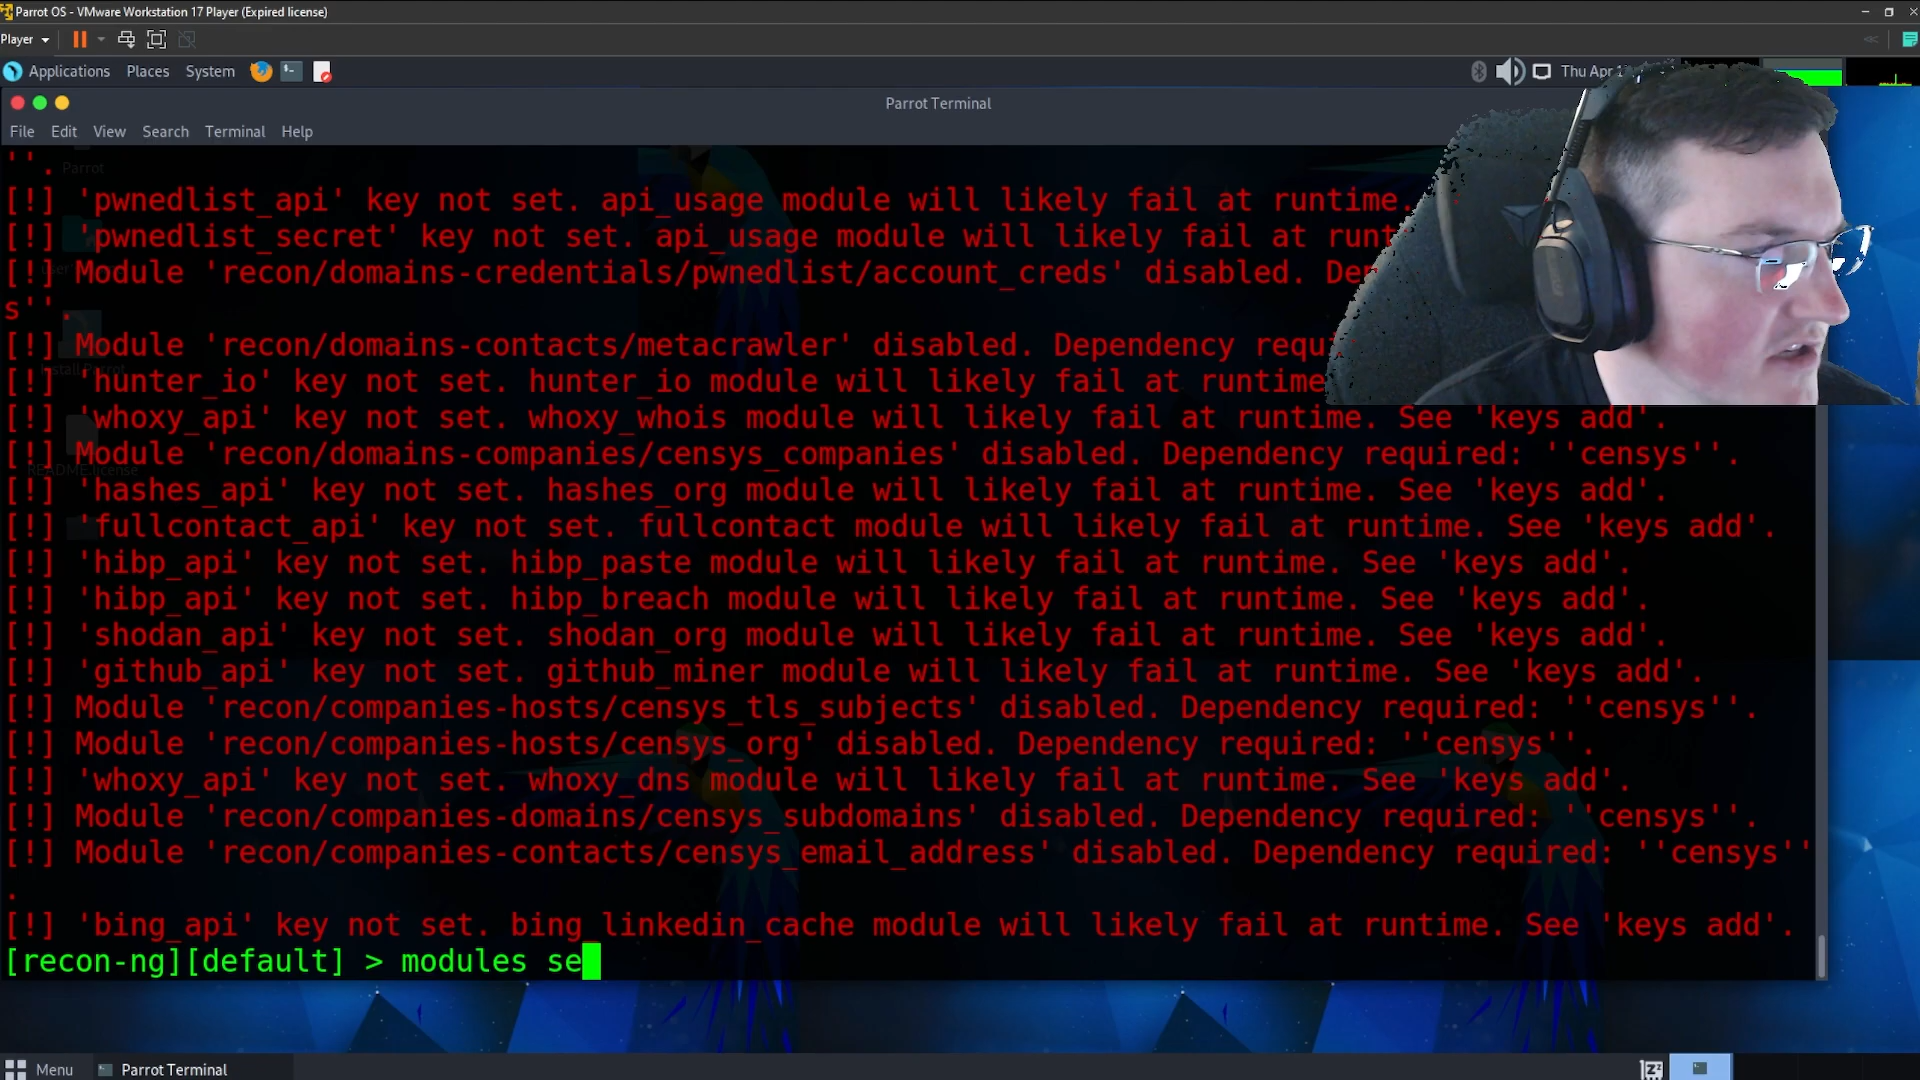 Parrot OS - VMware Workstation 17 Player (Expired license)
Player
Applications Places System Thu Apr
Parrot Terminal
File Edit View Search Terminal Help
''.
Parrot
[!] 'pwnedlist_api' key not set. api_usage module will likely fail at runtime.
[!] 'pwnedlist_secret' key not set. api_usage module will likely fail at runt
[!] Module 'recon/domains-credentials/pwnedlist/account_creds' disabled. De
s''.
[!] Module 'recon/domains-contacts/metacrawler' disabled. Dependency requ
Install Parrot
[!] 'hunter_io' key not set. hunter_io module will likely fail at runtime
[!] 'whoxy_api' key not set. whoxy_whois module will likely fail at runtime. See 'keys add'.
[!] Module 'recon/domains-companies/censys_companies' disabled. Dependency required: ''censys''.
README.license
[!] 'hashes_api' key not set. hashes_org module will likely fail at runtime. See 'keys add'.
[!] 'fullcontact_api' key not set. fullcontact module will likely fail at runtime. See 'keys add'.
[!] 'hibp_api' key not set. hibp_paste module will likely fail at runtime. See 'keys add'.
[!] 'hibp_api' key not set. hibp_breach module will likely fail at runtime. See 'keys add'.
[!] 'shodan_api' key not set. shodan_org module will likely fail at runtime. See 'keys add'.
[!] 'github_api' key not set. github_miner module will likely fail at runtime. See 'keys add'.
[!] Module 'recon/companies-hosts/censys_tls_subjects' disabled. Dependency required: ''censys''.
[!] Module 'recon/companies-hosts/censys_org' disabled. Dependency required: ''censys''.
[!] 'whoxy_api' key not set. whoxy_dns module will likely fail at runtime. See 'keys add'.
[!] Module 'recon/companies-domains/censys_subdomains' disabled. Dependency required: ''censys''.
[!] Module 'recon/companies-contacts/censys_email_address' disabled. Dependency required: ''censys''
.
[!] 'bing_api' key not set. bing_linkedin_cache module will likely fail at runtime. See 'keys add'.
[recon-ng][default] > modules se
Menu Parrot Terminal